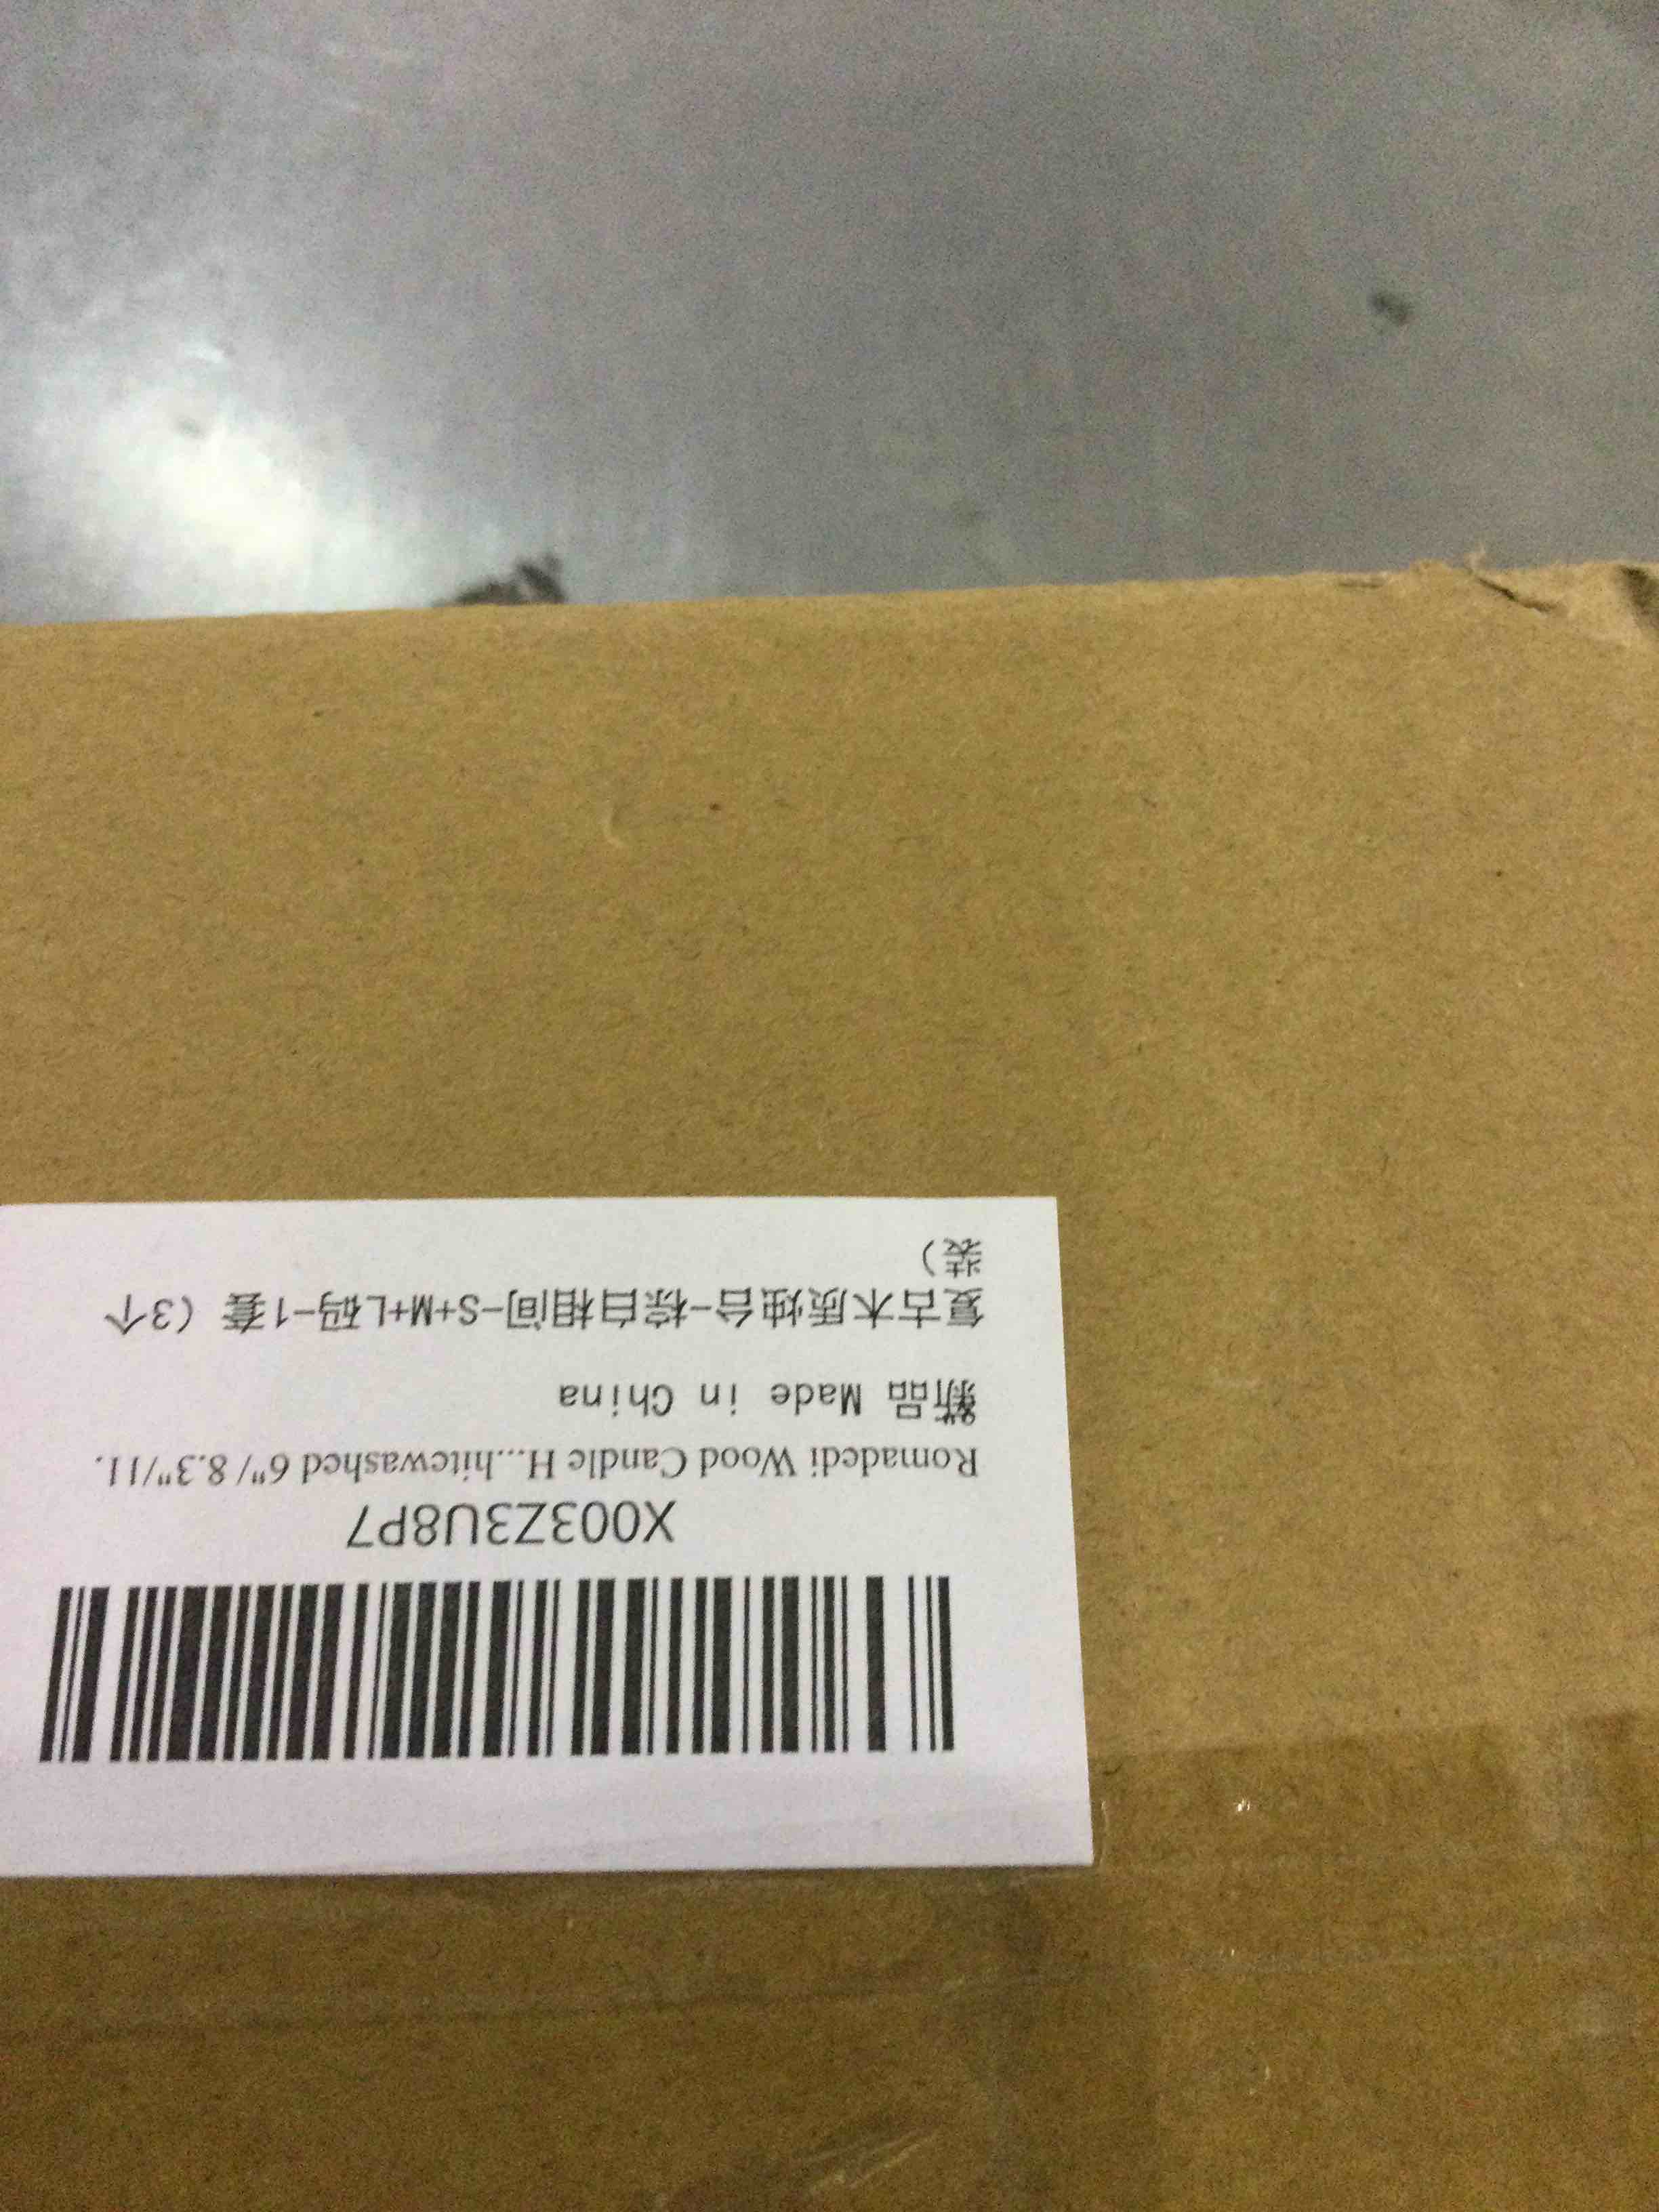 X003Z3U8P7
Romadedi Wood Candle H...hitewashed 6"/ 8.3"/11.
新品 Made in China
复古木质烛台-棕白相间-S+M+L码-1套（3个
装）